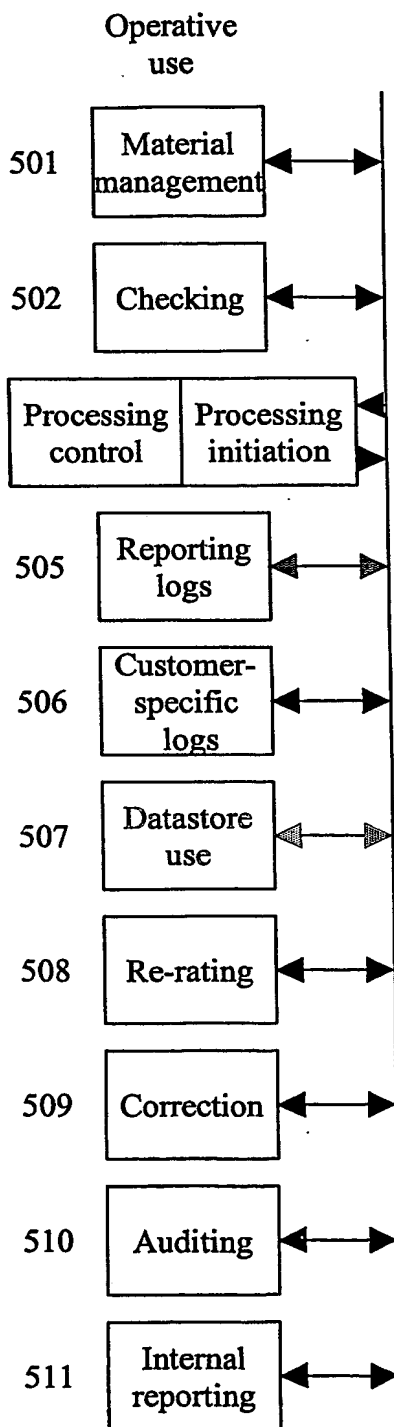 Operative
use
501
Material
management
502
Checking
Processing
control
Processing
initiation
505
Reporting
logs
506
Customer-
specific
logs
507
Datastore
use
508
Re-rating
509
Correction
510
Auditing
511
Internal
reporting